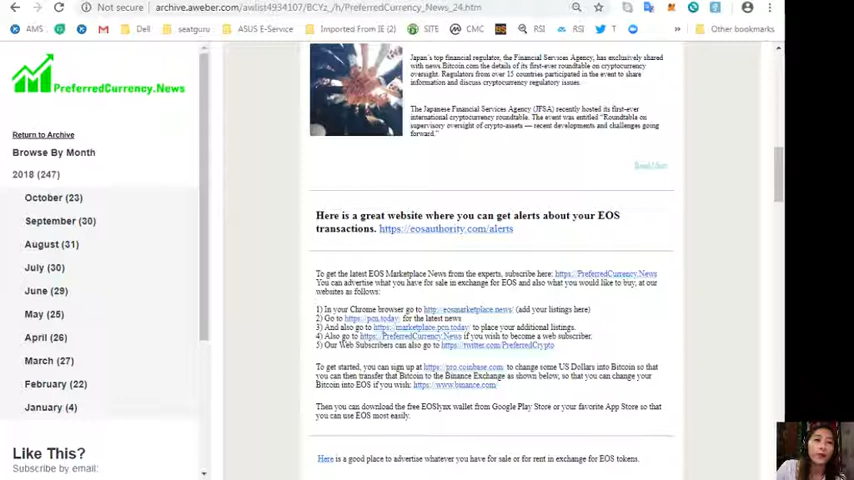 Not secure | archive.aweber.com/awlist4934107/BCYz_/h/PreferredCurrency_News_24.htm
AMS
Dell
seatguru
ASUS E-Service
Imported From IE (2)
SITE
CMC
RSI
RSI
Other bookmarks
PreferredCurrency.News
Return to Archive
Browse By Month
2018 (247)
October (23)
September (30)
August (31)
July (30)
June (29)
May (25)
April (26)
March (27)
February (22)
January (4)
Like This?
Subscribe by email:
Japan's top financial regulator, the Financial Services Agency, has exclusively shared
with news.Bitcoin.com the details of its first-ever roundtable on cryptocurrency
oversight. Regulators from over 15 countries participated in the event to share
information and discuss cryptocurrency regulatory issues.
The Japanese Financial Services Agency (JFSA) recently hosted its first-ever
international cryptocurrency roundtable. The event was entitled “Roundtable on
supervisory oversight of crypto-assets — recent developments and challenges going
forward.”
Read More
Here is a great website where you can get alerts about your EOS
transactions. https://eosauthority.com/alerts
To get the latest EOS Marketplace News from the experts, subscribe here: https://PreferredCurrency.News
You can advertise what you have for sale in exchange for EOS and also what you would like to buy, at our
websites as follows:
1) In your Chrome browser go to http://eosmarketplace.news/ (add your listings here)
2) Go to https://pcn.today/ for the latest news
3) And also go to https://marketplace.pcn.today/ to place your additional listings.
4) Also go to https://PreferredCurrency.News if you wish to become a web subscriber.
5) Our Web Subscribers can also go to https://twitter.com/PreferredCrypto
To get started, you can sign up at https://pro.coinbase.com to change some US Dollars into Bitcoin so that
you can then transfer that Bitcoin to the Binance Exchange as shown below, so that you can change your
Bitcoin into EOS if you wish: https://www.binance.com/
Then you can download the free EOSlynx wallet from Google Play Store or your favorite App Store so that
you can use EOS most easily.
Here is a good place to advertise whatever you have for sale or for rent in exchange for EOS tokens.